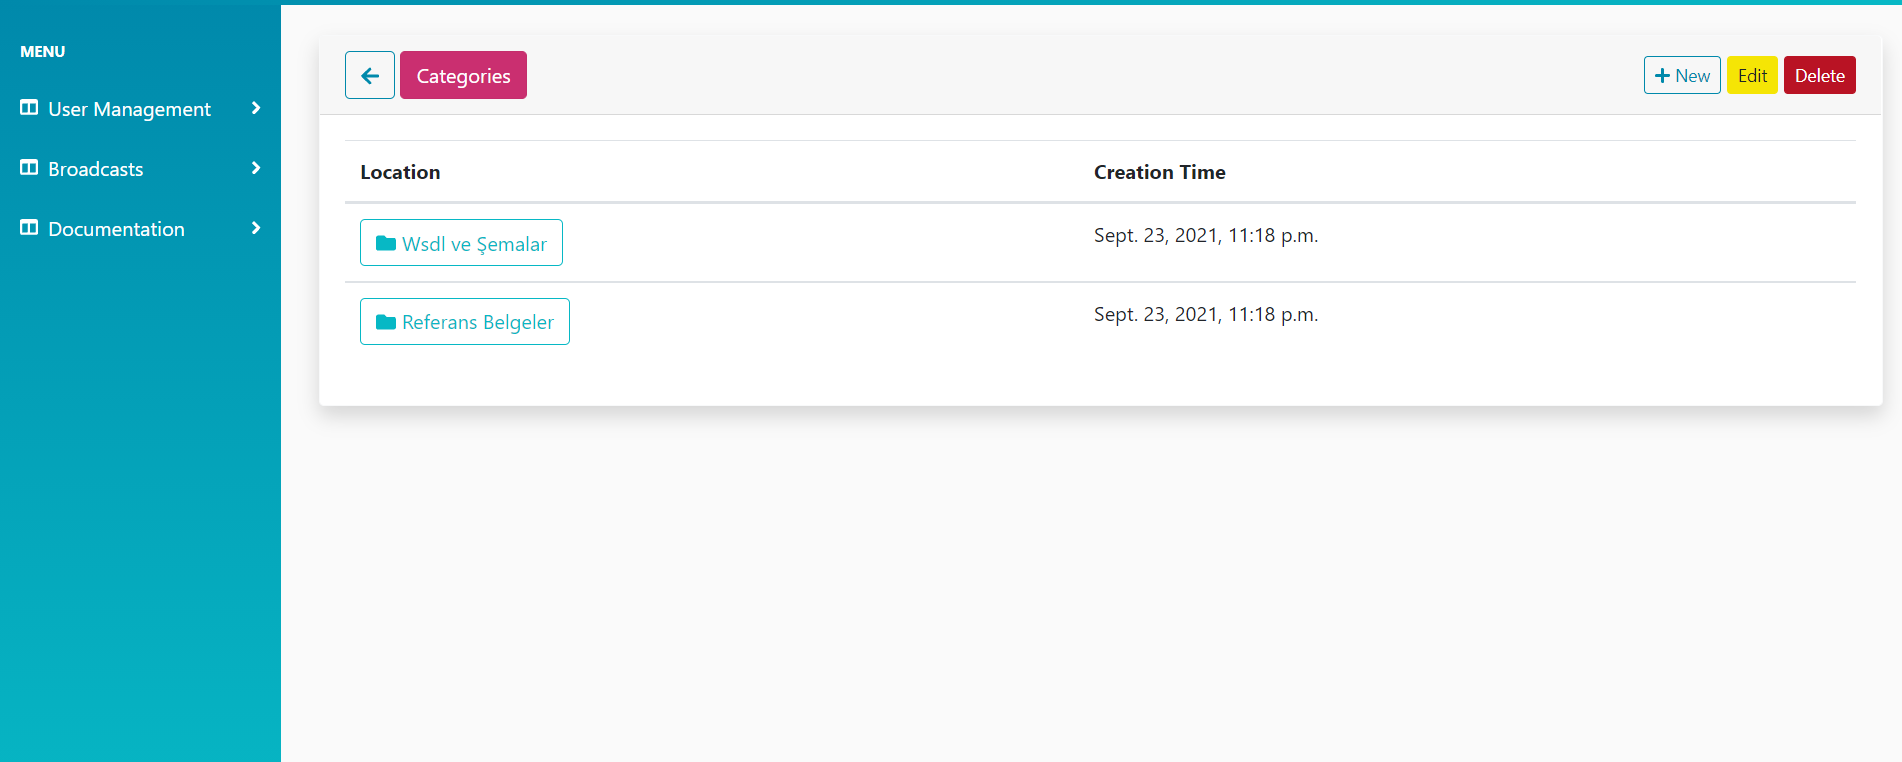 MENU
User Management
Broadcasts
Documentation
Categories
New Edit Delete
Location Creation Time
Wsdl ve Şemalar Sept. 23, 2021, 11:18 p.m.
Referans Belgeler Sept. 23, 2021, 11:18 p.m.